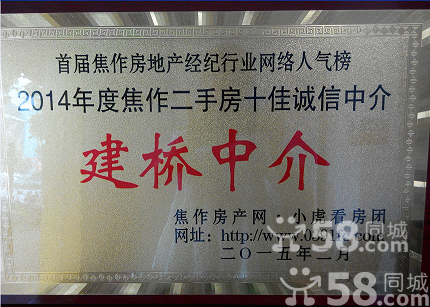 首届焦作房地产经纪行业网络人气榜
2014年度焦作二手房十佳诚信中介
建桥中介
焦作房产网·小虎看房团
网址：http://www.0391fc.com
二〇一五年二月
58同城
58同城